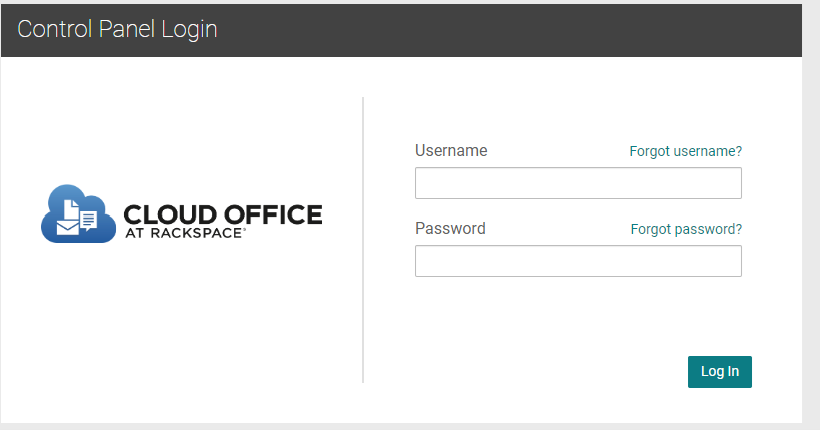 Control Panel Login
CLOUD OFFICE
AT RACKSPACE®
Username
Forgot username?
Password
Forgot password?
Log In